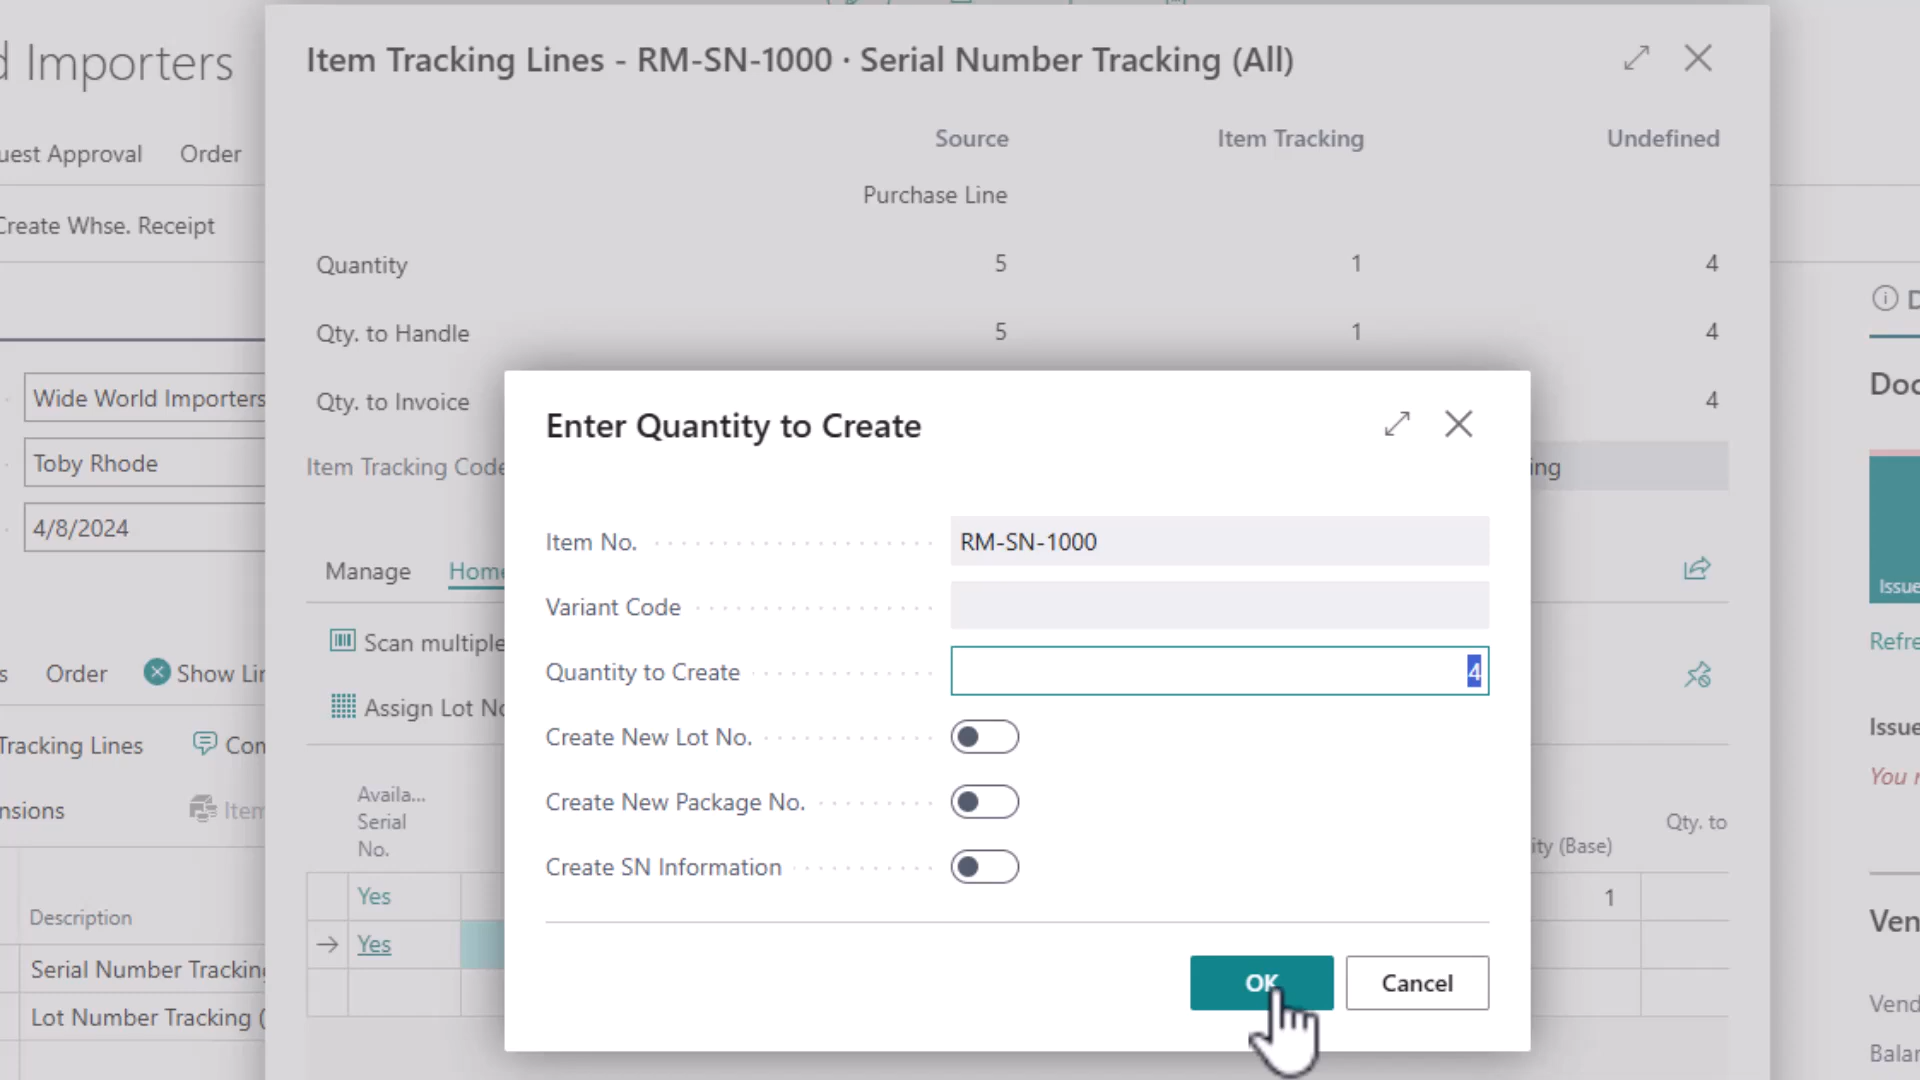 d Importers
uest Approval
Order
Create Whse. Receipt
Wide World Importers
Toby Rhode
4/8/2024
s
Order
Show Lin
Tracking Lines
Con
nsions
Item
Description
Serial Number Tracking
Lot Number Tracking (
Item Tracking Lines - RM-SN-1000 · Serial Number Tracking (All)
Source
Item Tracking
Undefined
Purchase Line
Quantity
5
1
4
Qty. to Handle
5
1
4
Qty. to Invoice
4
Item Tracking Code
ing
Manage
Home
Scan multiple
Assign Lot No
Availa...
Serial
No.
ity (Base)
Qty. to
Yes
1
Yes
Enter Quantity to Create
Item No.
RM-SN-1000
Variant Code
Quantity to Create
4
Create New Lot No.
Create New Package No.
Create SN Information
OK
Cancel
D
Doc
Issue
Refre
Issue
You
Ven
Vend
Balan